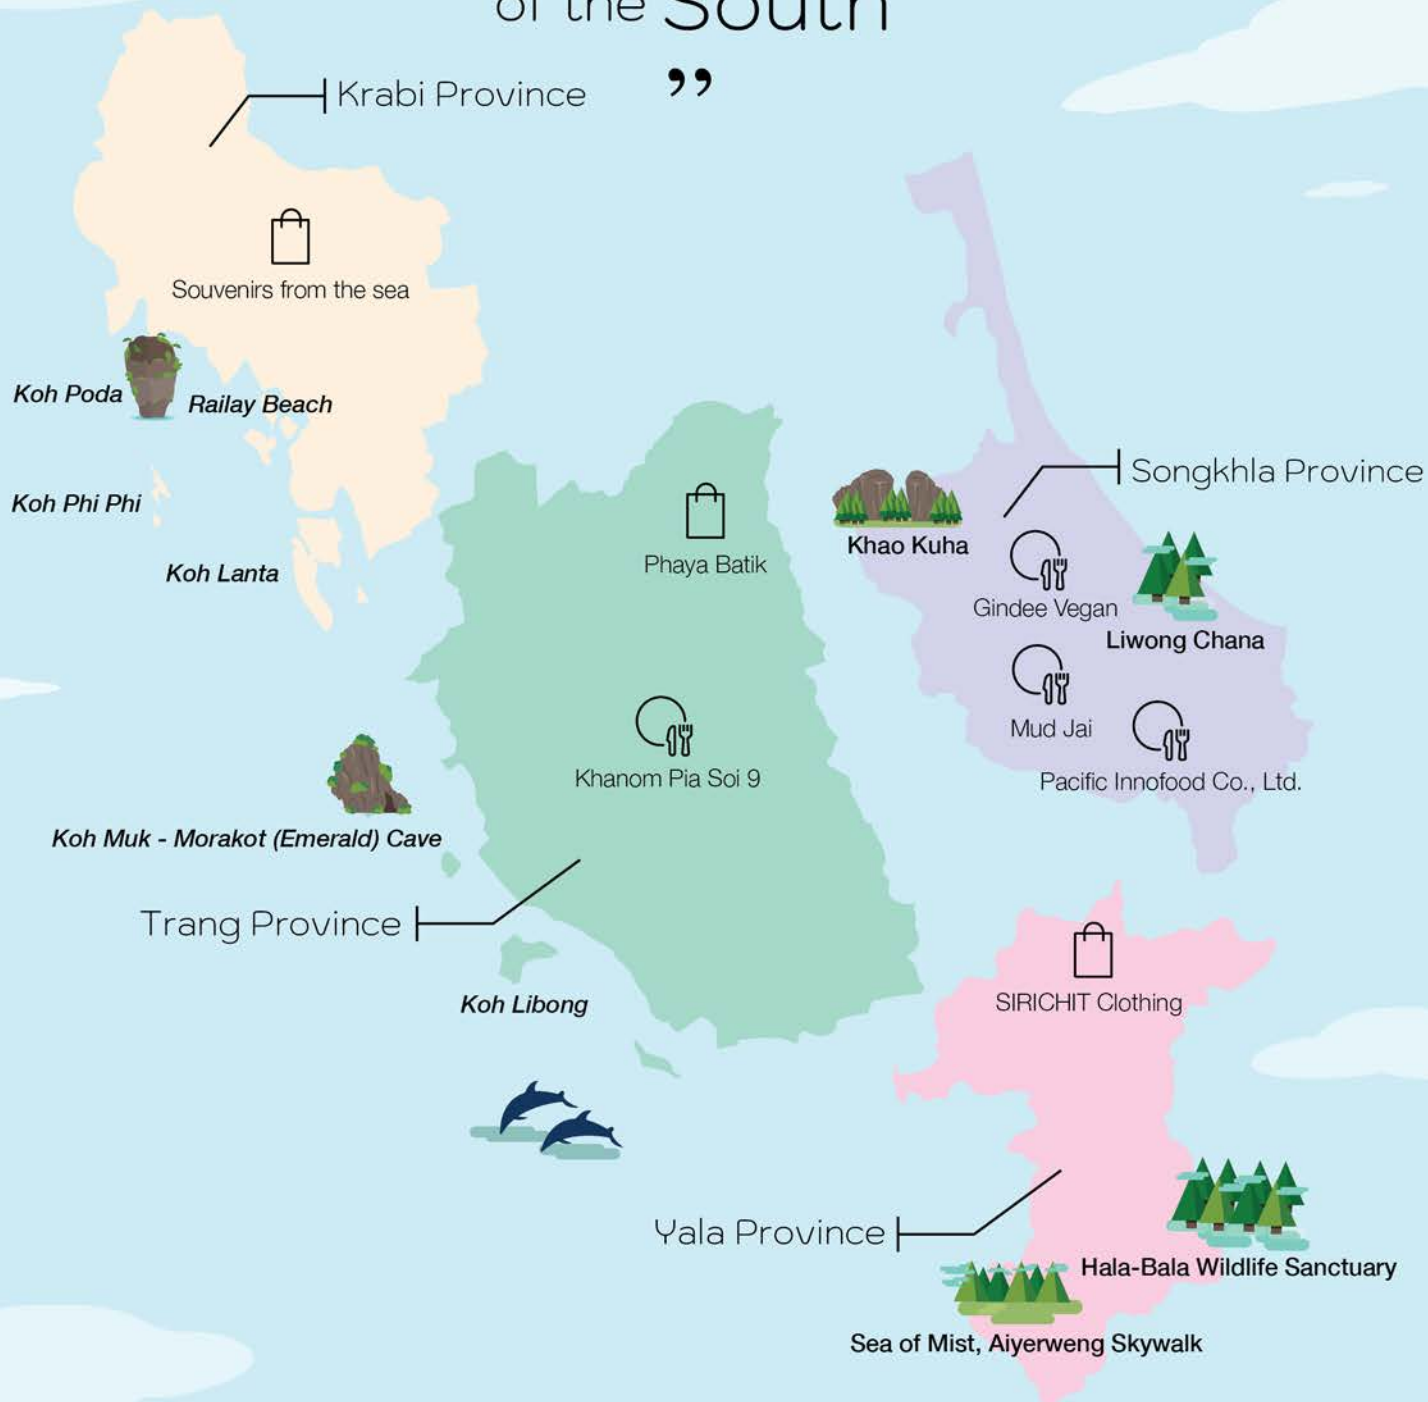 of the South
”
Krabi Province
Souvenirs from the sea
Koh Poda
Railay Beach
Koh Phi Phi
Koh Lanta
Songkhla Province
Khao Kuha
Gindee Vegan
Liwong Chana
Mud Jai
Pacific Innofood Co., Ltd.
Phaya Batik
Khanom Pia Soi 9
Koh Muk - Morakot (Emerald) Cave
Trang Province
Koh Libong
SIRICHIT Clothing
Yala Province
Hala-Bala Wildlife Sanctuary
Sea of Mist, Aiyerweng Skywalk